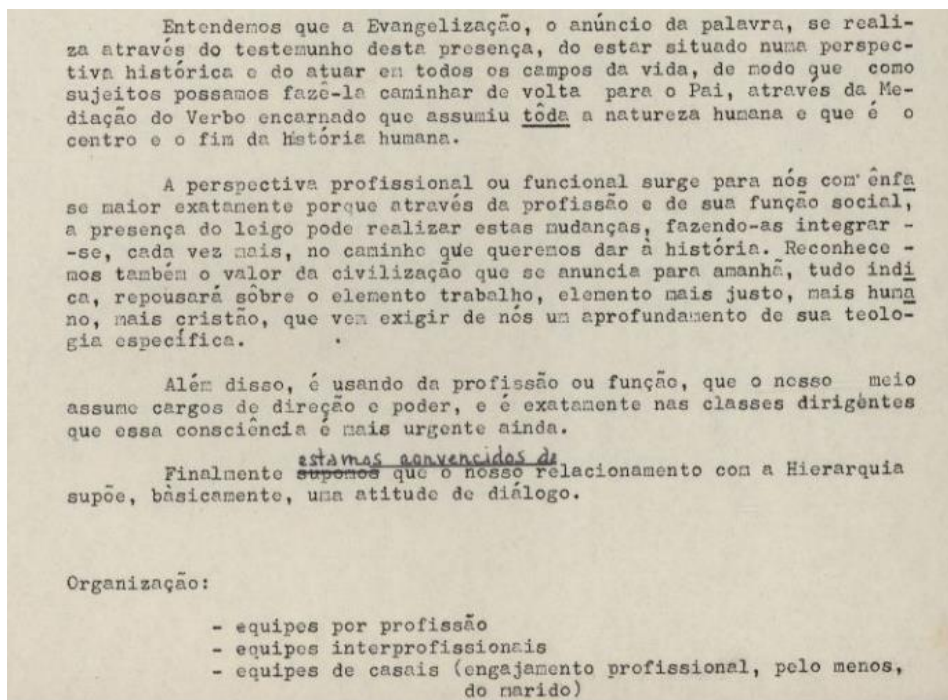 Entendemos que a Evangelização, o anúncio da palavra, se reali-
za através do testemunho desta presença, do estar situado numa perspec-
tiva histórica e do atuar em todos os campos da vida, de modo que como
sujeitos possamos fazê-la caminhar de volta para o Pai, através da Me-
diação do Verbo encarnado que assumiu tôda a natureza humana e que é o
centro e o fim da história humana.
A perspectiva profissional ou funcional surge para nós com ênfa
se maior exatamente porque através da profissão e de sua função social,
a presença do leigo pode realizar estas mudanças, fazendo-as integrar -
-se, cada vez mais, no caminho que queremos dar à história. Reconhece -
mos também o valor da civilização que se anuncia para amanhã, tudo indi
ca, repousará sôbre o elemento trabalho, elemento mais justo, mais huma
no, mais cristão, que vem exigir de nós um aprofundamento de sua teolo-
gia específica.
Além disso, é usando da profissão ou função, que o nosso meio
assume cargos de direção e poder, e é exatamente nas classes dirigentes
que essa consciência é mais urgente ainda.
estamos convencidos de
Finalmente supomos que o nosso relacionamento com a Hierarquia
supõe, bàsicamente, uma atitude de diálogo.
Organização:
- equipes por profissão
- equipes interprofissionais
- equipes de casais (engajamento profissional, pelo menos,
do marido)